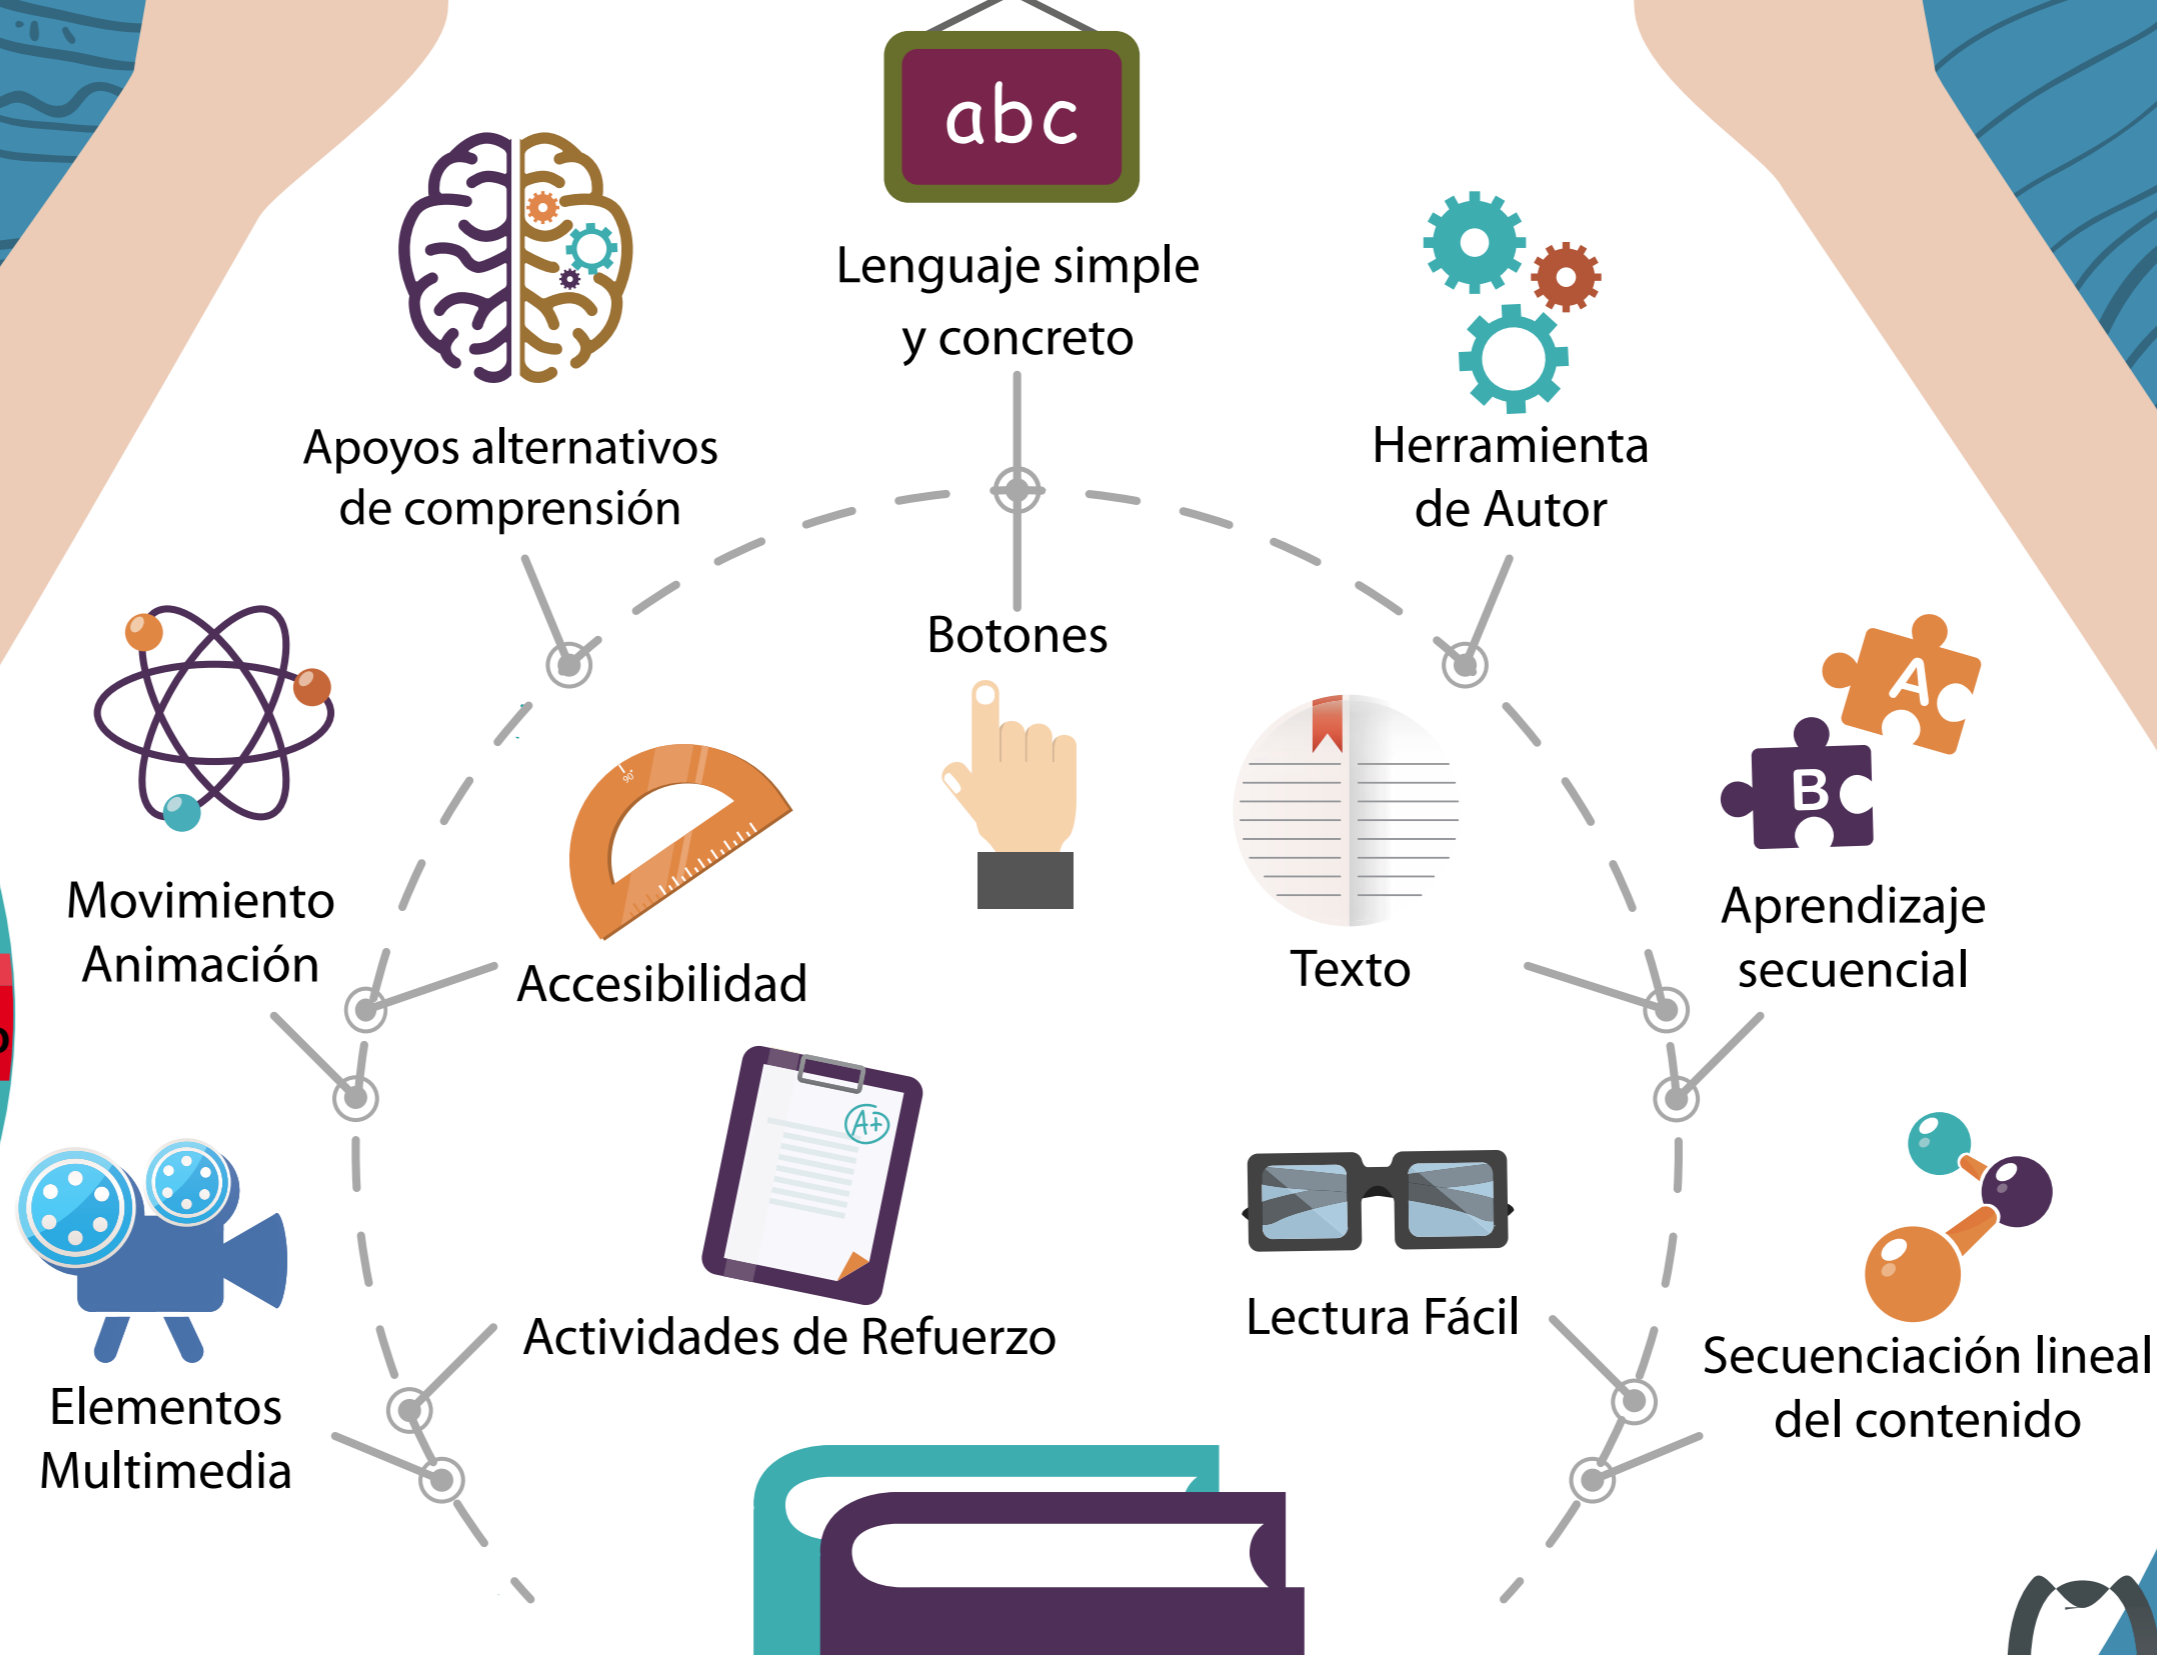 abc
Lenguaje simple
y concreto
Apoyos alternativos
de comprensión
Herramienta
de Autor
Botones
90°
A
B
Movimiento
Animación
Accesibilidad
Texto
Aprendizaje
secuencial
A+
Actividades de Refuerzo
Lectura Fácil
Secuenciación lineal
del contenido
Elementos
Multimedia